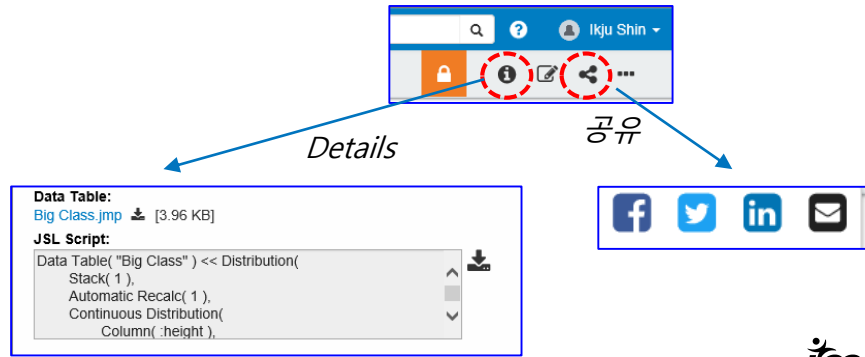 Ikju Shin
Details
공유
Data Table:
Big Class.jmp [3.96 KB]
JSL Script:
Data Table( "Big Class" ) << Distribution(
Stack( 1 ),
Automatic Recalc( 1 ),
Continuous Distribution(
Column( :height ),